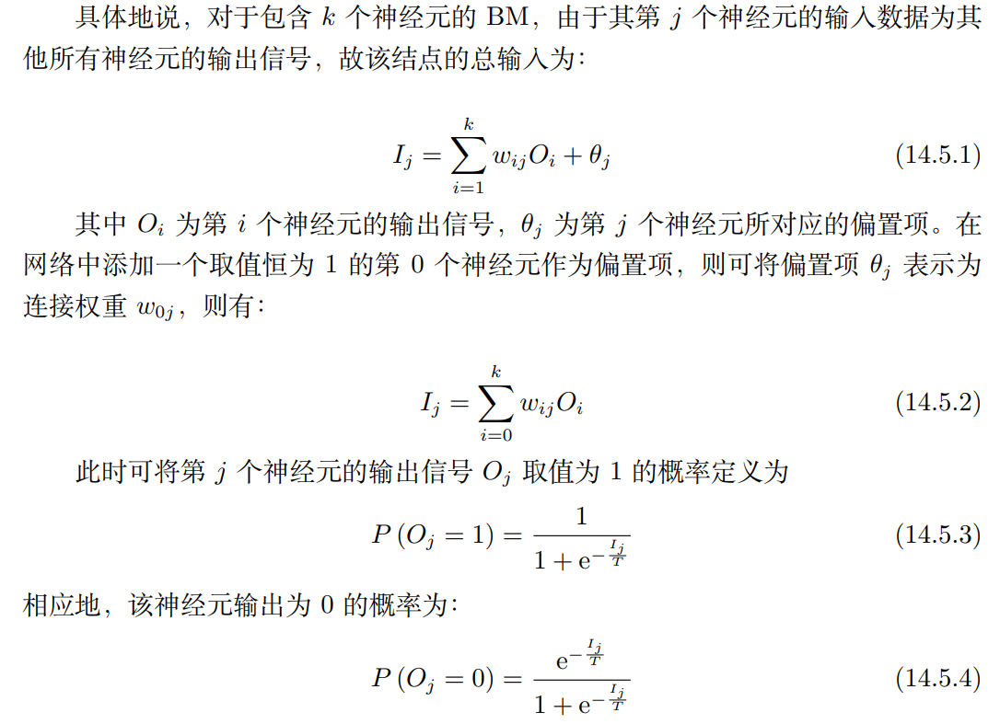 具体地说，对于包含 k 个神经元的 BM，由于其第 j 个神经元的输入数据为其
他所有神经元的输出信号，故该结点的总输入为：
I_j = \sum_{i=1}^{k} w_{ij} O_i + θ_j (14.5.1)
其中 O_i 为第 i 个神经元的输出信号，θ_j 为第 j 个神经元所对应的偏置项。在
网络中添加一个取值恒为 1 的第 0 个神经元作为偏置项，则可将偏置项 θ_j 表示为
连接权重 w_{0j}，则有：
I_j = \sum_{i=0}^{k} w_{ij} O_i (14.5.2)
此时可将第 j 个神经元的输出信号 O_j 取值为 1 的概率定义为
P (O_j = 1) = \frac{1}{1 + e^{-\frac{I_j}{T}}} (14.5.3)
相应地，该神经元输出为 0 的概率为：
P (O_j = 0) = \frac{e^{-\frac{I_j}{T}}}{1 + e^{-\frac{I_j}{T}}} (14.5.4)